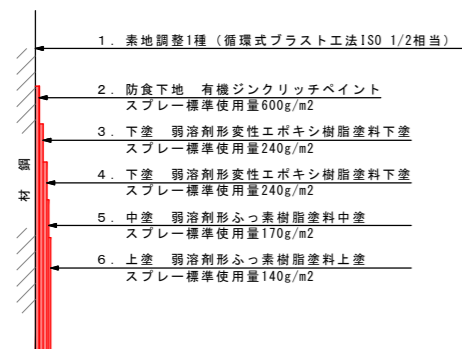 1. 素地調整1種（循環式ブラスト工法ISO 1/2相当）
2. 防食下地　有機ジンクリッチペイント
スプレー標準使用量600g/m2
3. 下塗　弱溶剤形変性エポキシ樹脂塗料下塗
スプレー標準使用量240g/m2
4. 下塗　弱溶剤形変性エポキシ樹脂塗料下塗
スプレー標準使用量240g/m2
5. 中塗　弱溶剤形ふっ素樹脂塗料中塗
スプレー標準使用量170g/m2
6. 上塗　弱溶剤形ふっ素樹脂塗料上塗
スプレー標準使用量140g/m2
鋼材